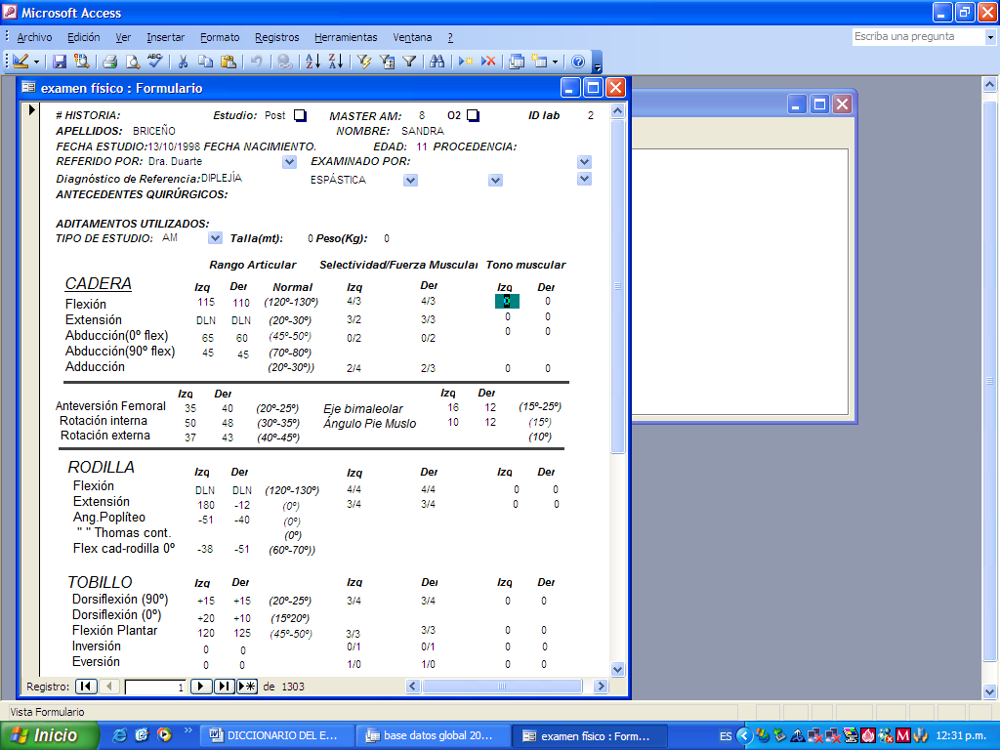 Microsoft Access
Archivo Edición Ver Insertar Formato Registros Herramientas Ventana ?
Escriba una pregunta
examen físico : Formulario
# HISTORIA: Estudio: Post MASTER AM: 8 O2 ID lab 2
APELLIDOS: BRICEÑO NOMBRE: SANDRA
FECHA ESTUDIO:13/10/1998 FECHA NACIMIENTO. EDAD: 11 PROCEDENCIA:
REFERIDO POR: Dra. Duarte EXAMINADO POR:
Diagnóstico de Referencia: DIPLEJÍA ESPÁSTICA
ANTECEDENTES QUIRÚRGICOS:
ADITAMENTOS UTILIZADOS:
TIPO DE ESTUDIO: AM Talla(mt): 0 Peso(Kg): 0
Rango Articular Selectividad/Fuerza Muscular Tono muscular
CADERA Izq Der Normal Izq Der Izq Der
Flexión 115 110 (120º-130º) 4/3 4/3 0 0
Extensión DLN DLN (20º-30º) 3/2 3/3 0 0
Abducción(0º flex) 65 60 (45º-50º) 0/2 0/2 0 0
Abducción(90º flex) 45 45 (70º-80º)
Adducción (20º-30º)) 2/4 2/3 0 0
Izq Der Izq Der
Anteversión Femoral 35 40 (20º-25º) Eje bimaleolar 16 12 (15º-25º)
Rotación interna 50 48 (30º-35º) Ángulo Pie Muslo 10 12 (15º)
Rotación externa 37 43 (40º-45º) (10º)
RODILLA Izq Der Izq Der Izq Der
Flexión DLN DLN (120º-130º) 4/4 4/4 0 0
Extensión 180 -12 (0º) 3/4 3/4 0 0
Ang.Poplíteo -51 -40 (0º)
" " Thomas cont. (0º)
Flex cad-rodilla 0º -38 -51 (60º-70º))
TOBILLO Izq Der Izq Der Izq Der
Dorsiflexión (90º) +15 +15 (20º-25º) 3/4 3/4 0 0
Dorsiflexión (0º) +20 +10 (15º20º)
Flexión Plantar 120 125 (45º-50º) 3/3 3/3 0 0
Inversión 0 0 0/1 0/1 0 0
Eversión 0 0 1/0 1/0 0 0
Registro: 1 de 1303
Vista Formulario
Inicio DICCIONARIO DEL E... base datos global 20... examen físico : Form... ES 12:31 p.m.